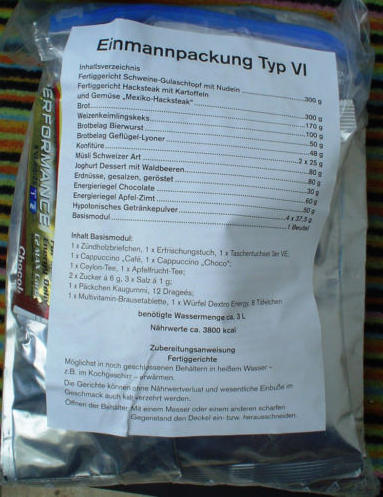 Einmannpackung Typ VI
Inhaltsverzeichnis
Fertiggericht Schweine-Gulaschtopf mit Nudeln ..... 300 g
Fertiggericht Hacksteak mit Kartoffeln
und Gemüse „Mexiko-Hacksteak" ..... 300 g
Brot ..... 170 g
Weizenkeimlingskeks ..... 100 g
Brotbelag Bierwurst ..... 50 g
Brotbelag Geflügel-Lyoner ..... 48 g
Konfitüre ..... 2 x 25 g
Müsli Schweizer Art ..... 80 g
Joghurt Dessert mit Waldbeeren ..... 80 g
Erdnüsse, gesalzen, geröstet ..... 30 g
Energieriegel Chocolate ..... 60 g
Energieriegel Apfel-Zimt ..... 50 g
Hypotonisches Getränkepulver ..... 4 x 37,5 g
Basismodul ..... 1 Beutel
Inhalt Basismodul:
1 x Zündholzbriefchen, 1 x Erfrischungstuch, 1 x Taschentücher 3er VE;
1 x Cappuccino „Café, 1 x Cappuccino „Choco";
1 x Ceylon-Tee, 1 x Apfelfrucht-Tee;
2 x Zucker à 6 g, 3 x Salz à 1 g;
1 x Päckchen Kaugummi, 12 Dragees;
1 x Multivitamin-Brausetablette, 1 x Würfel Dextro Energy, 8 Täfelchen
benötigte Wassermenge ca. 3 L
Nährwerte ca. 3800 kcal
Zubereitungsanweisung
Fertiggerichte
Möglichst in noch geschlossenen Behältern in heißem Wasser –
z.B. im Kochgeschirr – erwärmen.
Die Gerichte können ohne Nährwertverlust und wesentliche Einbuße im
Geschmack auch kalt verzehrt werden.
Öffnen der Behälter: Mit einem Messer oder einem anderen scharfen
Gegenstand den Deckel ein- bzw. herausschneiden.
ERFORMANCE